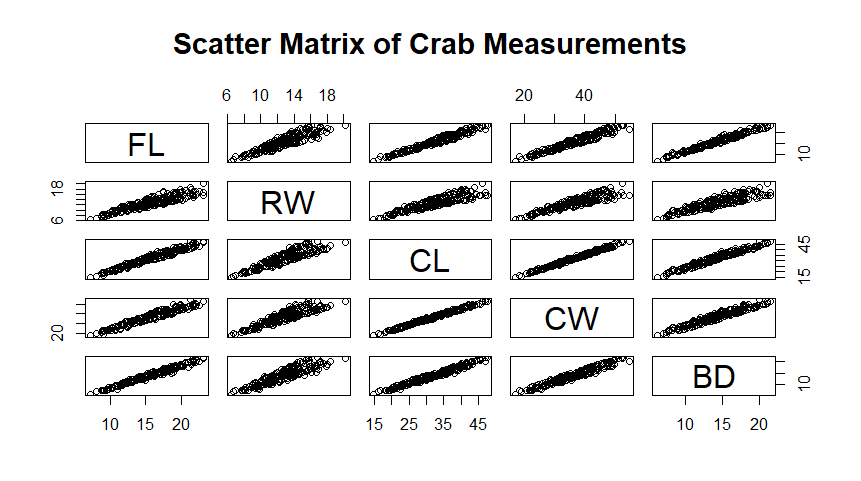 Scatter Matrix of Crab Measurements
6 10 14 18 20 40
FL 10
18 6 RW
CL 45 15
20 CW
BD 10
10 15 20 15 25 35 45 10 15 20